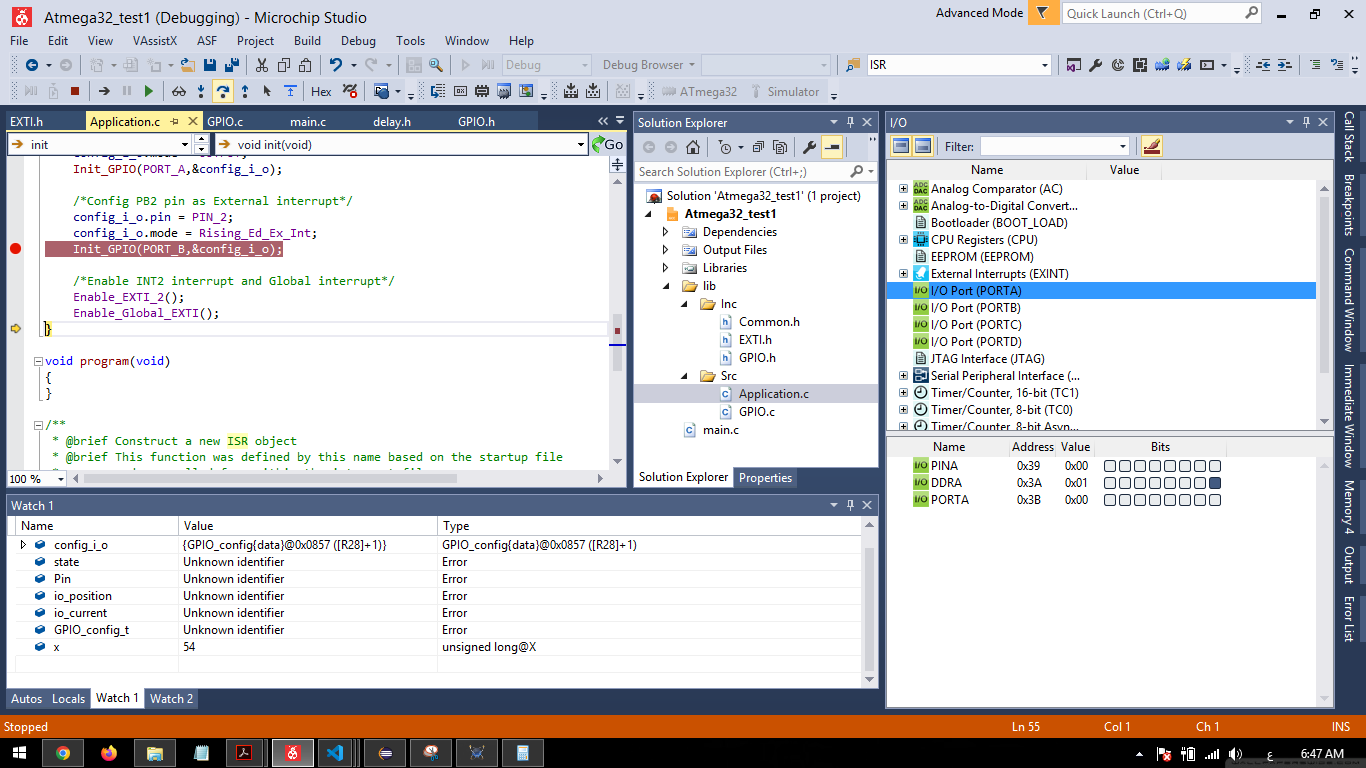 Atmega32_test1 (Debugging) - Microchip Studio
Advanced Mode
Quick Launch (Ctrl+Q)
File Edit View VAssistX ASF Project Build Debug Tools Window Help
Debug Debug Browser ISR
Hex ATmega32 Simulator
EXTI.h Application.c GPIO.c main.c delay.h GPIO.h
init void init(void) Go
Init_GPIO(PORT_A,&config_i_o);
/*Config PB2 pin as External interrupt*/
config_i_o.pin = PIN_2;
config_i_o.mode = Rising_Ed_Ex_Int;
Init_GPIO(PORT_B,&config_i_o);
/*Enable INT2 interrupt and Global interrupt*/
Enable_EXTI_2();
Enable_Global_EXTI();
}
void program(void)
{
}
/**
* @brief Construct a new ISR object
* @brief This function was defined by this name based on the startup file
100 %
Solution Explorer
Search Solution Explorer (Ctrl+;)
Solution 'Atmega32_test1' (1 project)
Atmega32_test1
Dependencies
Output Files
Libraries
lib
Inc
Common.h
EXTI.h
GPIO.h
Src
Application.c
GPIO.c
main.c
Solution Explorer Properties
I/O
Filter:
Name Value
Analog Comparator (AC)
Analog-to-Digital Convert...
Bootloader (BOOT_LOAD)
CPU Registers (CPU)
EEPROM (EEPROM)
External Interrupts (EXINT)
I/O Port (PORTA)
I/O Port (PORTB)
I/O Port (PORTC)
I/O Port (PORTD)
JTAG Interface (JTAG)
Serial Peripheral Interface (...
Timer/Counter, 16-bit (TC1)
Timer/Counter, 8-bit (TC0)
Timer/Counter, 8-bit Asyn...
Name Address Value Bits
PINA 0x39 0x00
DDRA 0x3A 0x01
PORTA 0x3B 0x00
Call Stack
Breakpoints
Command Window
Immediate Window
Memory 4
Output
Error List
Watch 1
Name Value Type
config_i_o {GPIO_config{data}@0x0857 ([R28]+1)} GPIO_config{data}@0x0857 ([R28]+1)
state Unknown identifier Error
Pin Unknown identifier Error
io_position Unknown identifier Error
io_current Unknown identifier Error
GPIO_config_t Unknown identifier Error
x 54 unsigned long@X
Autos Locals Watch 1 Watch 2
Stopped Ln 55 Col 1 Ch 1 INS
ع 6:47 AM